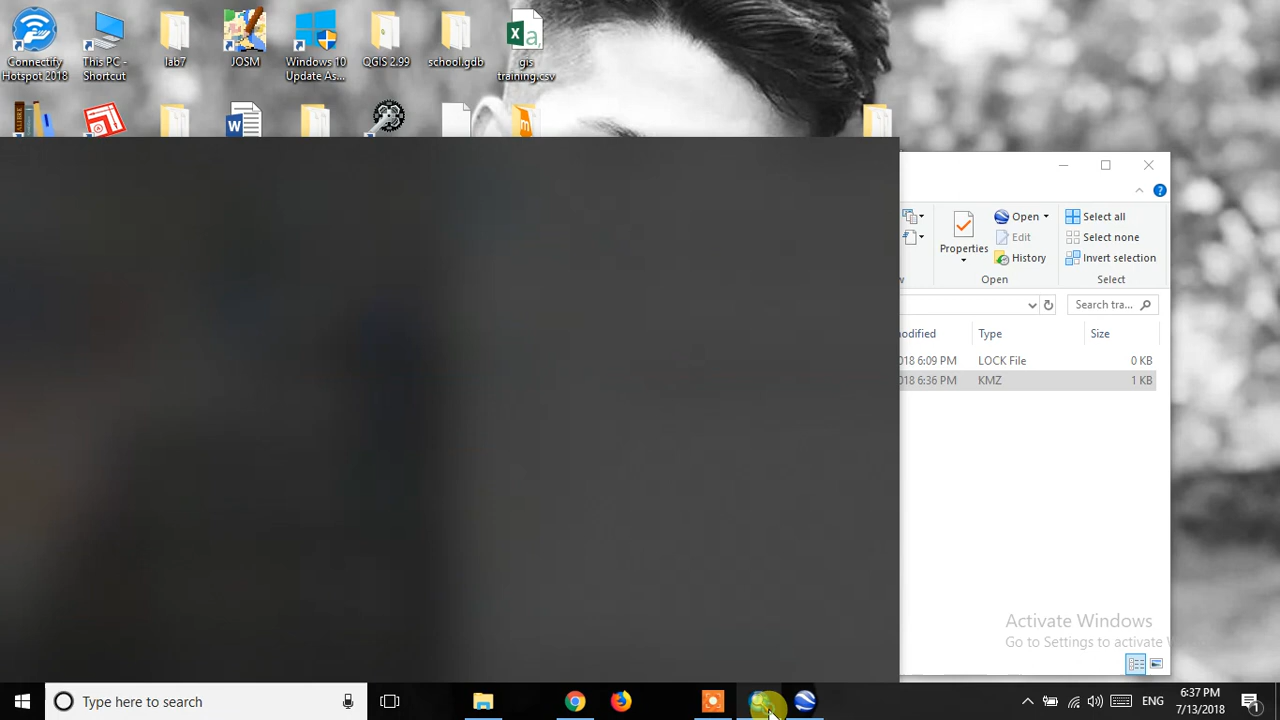 Connectify Hotspot 2018
This PC - Shortcut
lab7
JOSM
Windows 10 Update As...
QGIS 2.99
school.gdb
gis training.csv
Open
Select all
Edit
Select none
Properties
History
Invert selection
Open
Select
Search tra...
Type
Size
018 6:09 PM
LOCK File
0 KB
018 6:36 PM
KMZ
1 KB
Activate Windows
Go to Settings to activate
Type here to search
ENG
6:37 PM
7/13/2018